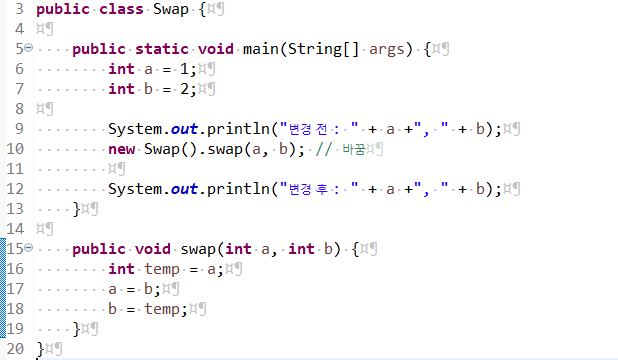 3 public class Swap {¤¶
4 ¤¶
5 ····public·static·void·main(String[]·args)·{¤¶
6 ········int·a·=·1;¤¶
7 ········int·b·=·2;¤¶
8 ¤¶
9 ········System.out.println("변경·전·:·"·+·a·+",·"·+·b);¤¶
10 ········new·Swap().swap(a,·b);·//·바꿈¤¶
11 ········¤¶
12 ········System.out.println("변경·후·:·"·+·a·+",·"·+·b);¤¶
13 ····}¤¶
14 ¤¶
15 ····public·void·swap(int·a,·int·b)·{¤¶
16 ········int·temp·=·a;¤¶
17 ········a·=·b;¤¶
18 ········b·=·temp;¤¶
19 ····}¤¶
20 }¤¶